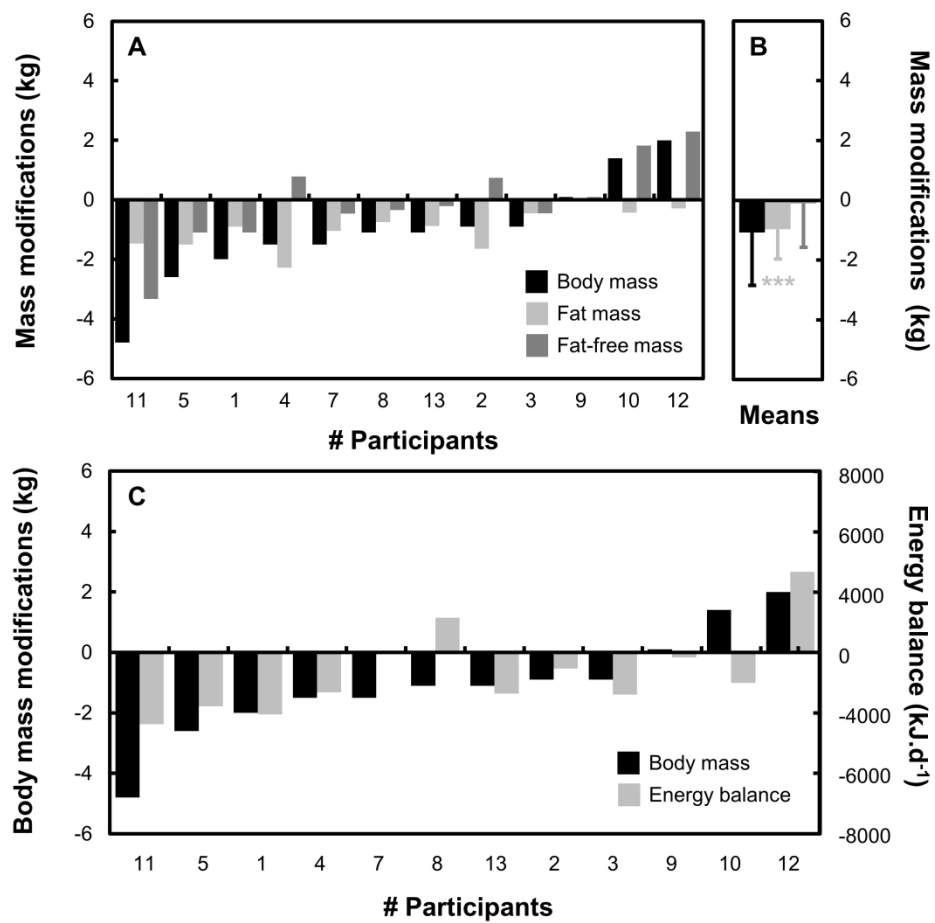 A
B
Mass modifications (kg)
6
4
2
0
-2
-4
-6
Body mass
Fat mass
Fat-free mass
11 5 1 4 7 8 13 2 3 9 10 12
# Participants
***
Means
6
4
2
0
-2
-4
-6
Mass modifications (kg)
C
Body mass modifications (kg)
6
4
2
0
-2
-4
-6
Body mass
Energy balance
11 5 1 4 7 8 13 2 3 9 10 12
# Participants
8000
4000
0
-4000
-6000
-8000
Energy balance (kJ.d-1)